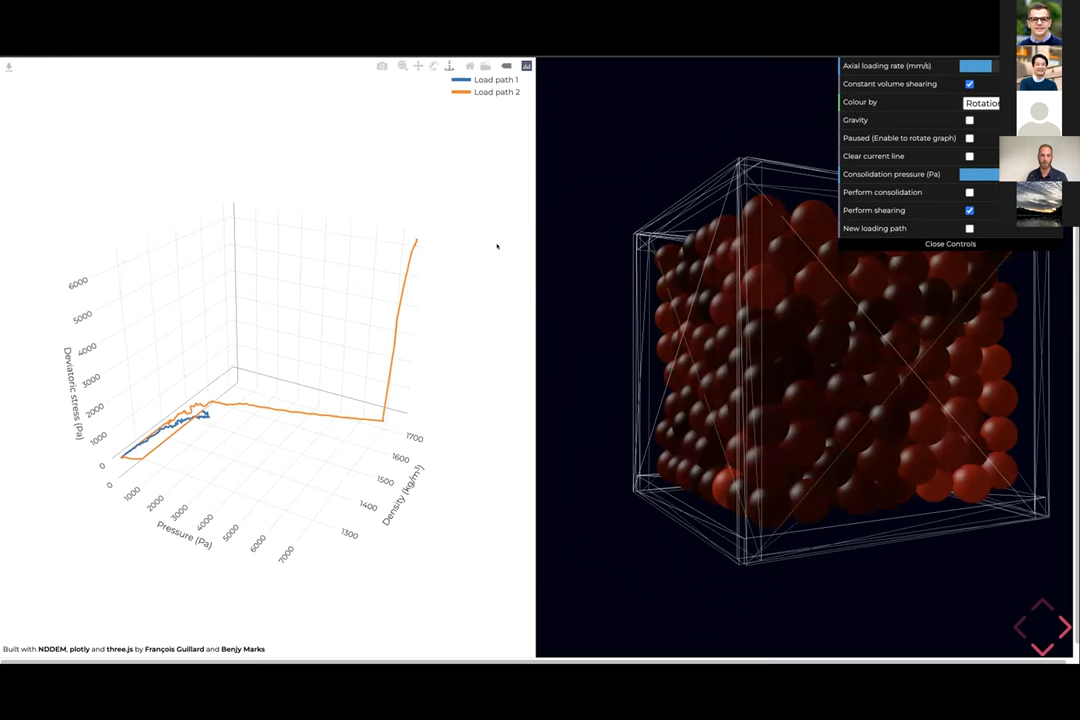 Load path 1
Load path 2
6000
5000
4000
3000
2000
1000
0
Deviatoric stress (Pa)
0
1000
2000
3000
4000
5000
6000
7000
Pressure (Pa)
1700
1600
1500
1400
1300
Density (kg/m³)
Axial loading rate (mm/s)
Constant volume shearing
Colour by
Rotatio
Gravity
Paused (Enable to rotate graph)
Clear current line
Consolidation pressure (Pa)
Perform consolidation
Perform shearing
New loading path
Close Controls
Built with NDDEM, plotly and three.js by François Guillard and Benjy Marks